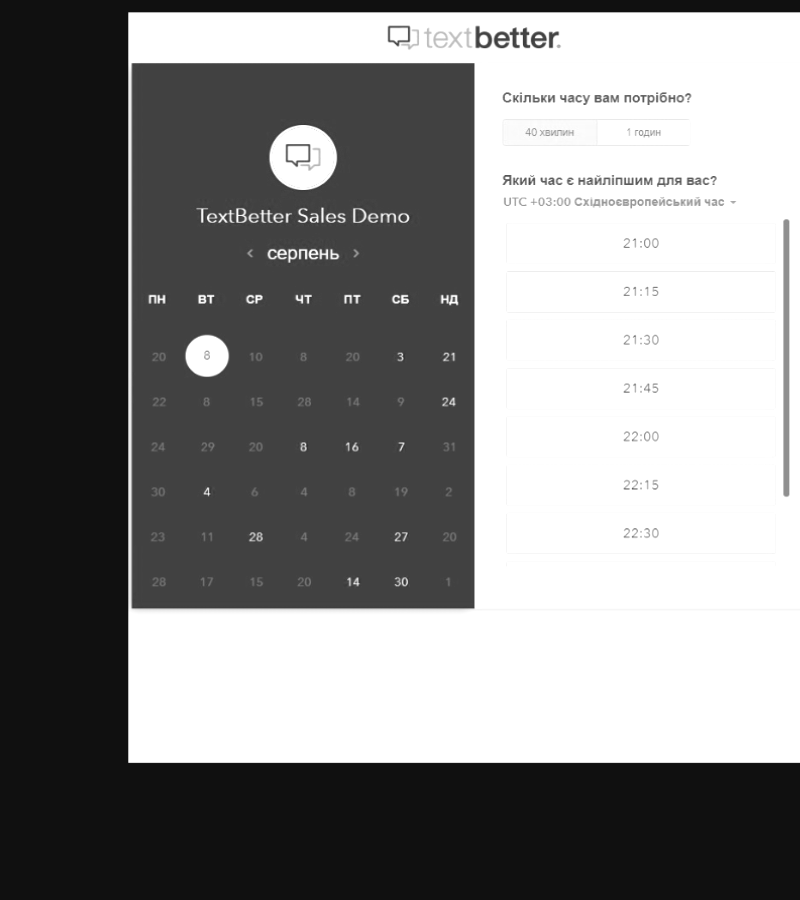 textbetter.
TextBetter Sales Demo
серпень
ПН ВТ СР ЧТ ПТ СБ НД
20 8 10 8 20 3 21
22 8 15 28 14 9 24
24 29 20 8 16 7 31
30 4 6 4 8 19 2
23 11 28 4 24 27 20
28 17 15 20 14 30 1
Скільки часу вам потрібно?
40 хвилин 1 годин
Який час є найліпшим для вас?
UTC +03:00 Східноєвропейський час
21:00
21:15
21:30
21:45
22:00
22:15
22:30